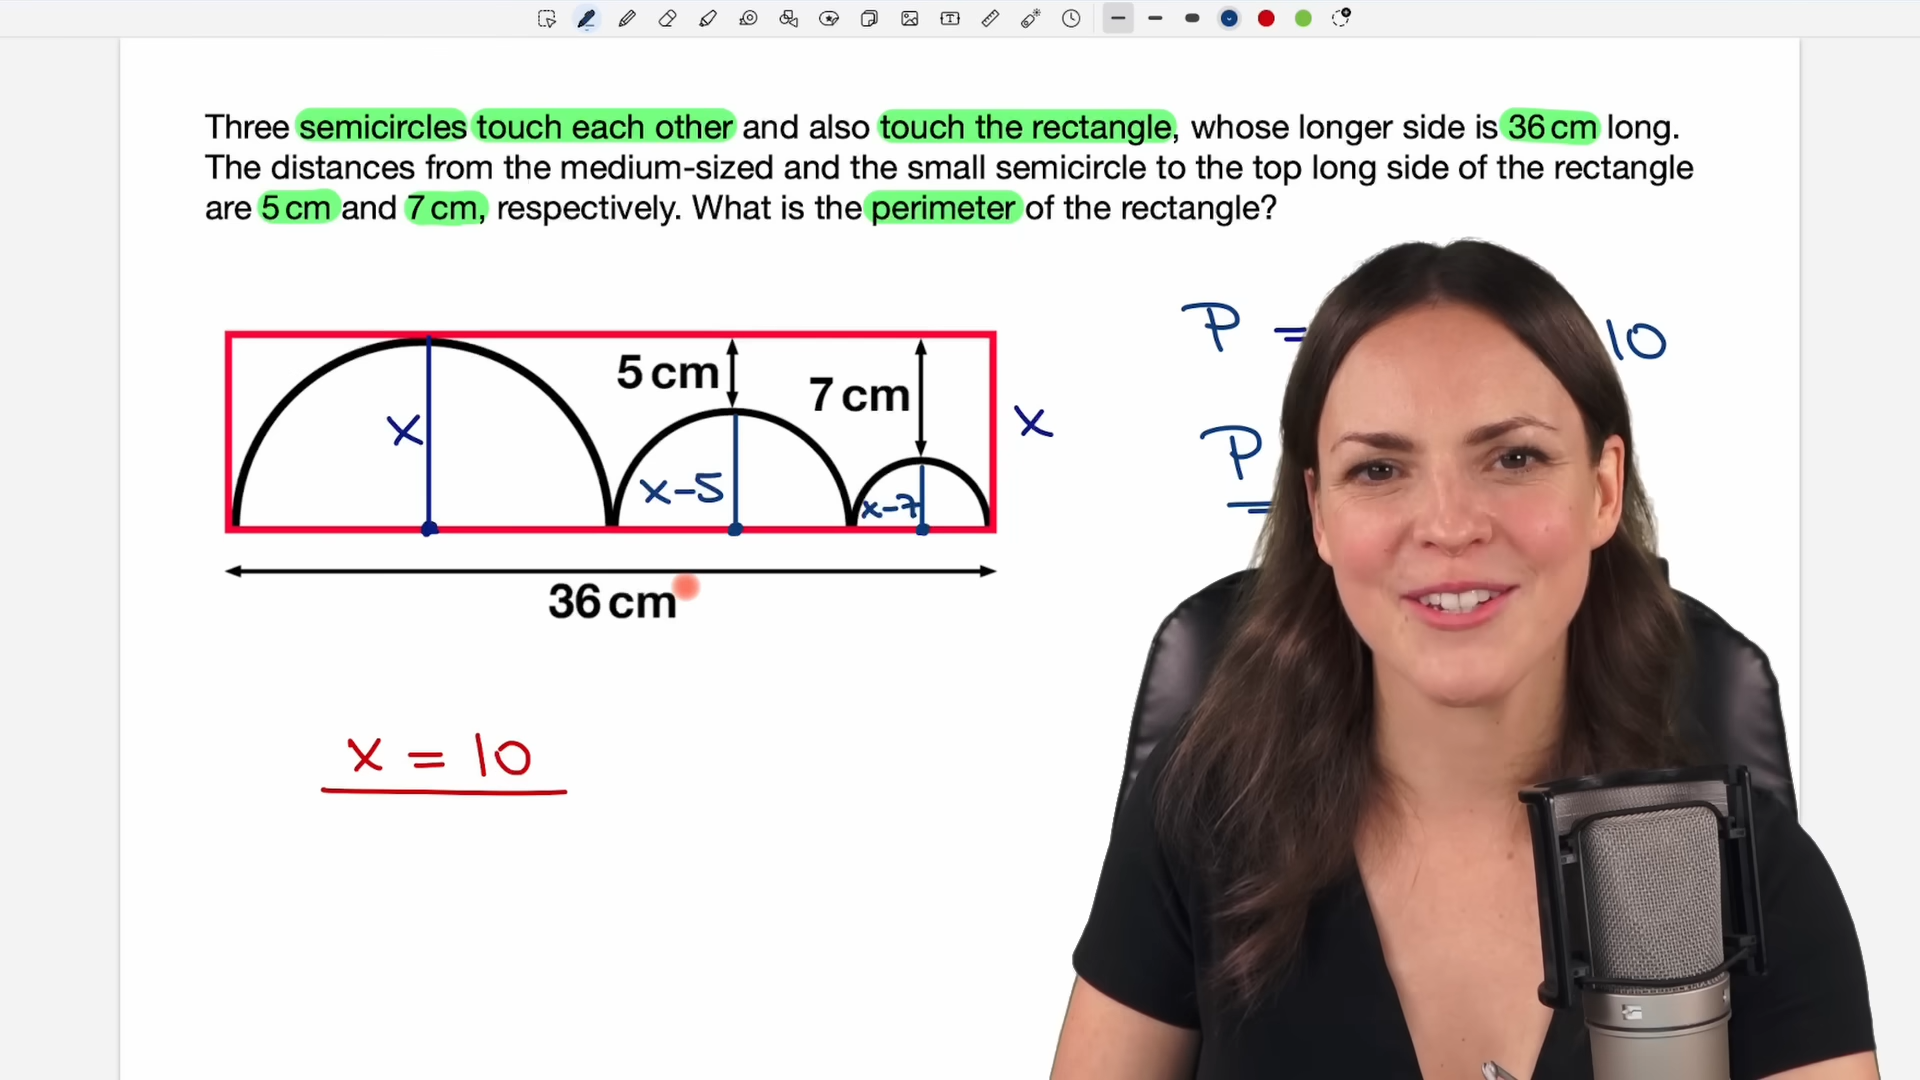 Three semicircles touch each other and also touch the rectangle, whose longer side is 36 cm long.
The distances from the medium-sized and the small semicircle to the top long side of the rectangle
are 5 cm and 7 cm, respectively. What is the perimeter of the rectangle?
P = 10
5 cm
7 cm
x
x
P
x-5
x-7
36 cm
x = 10